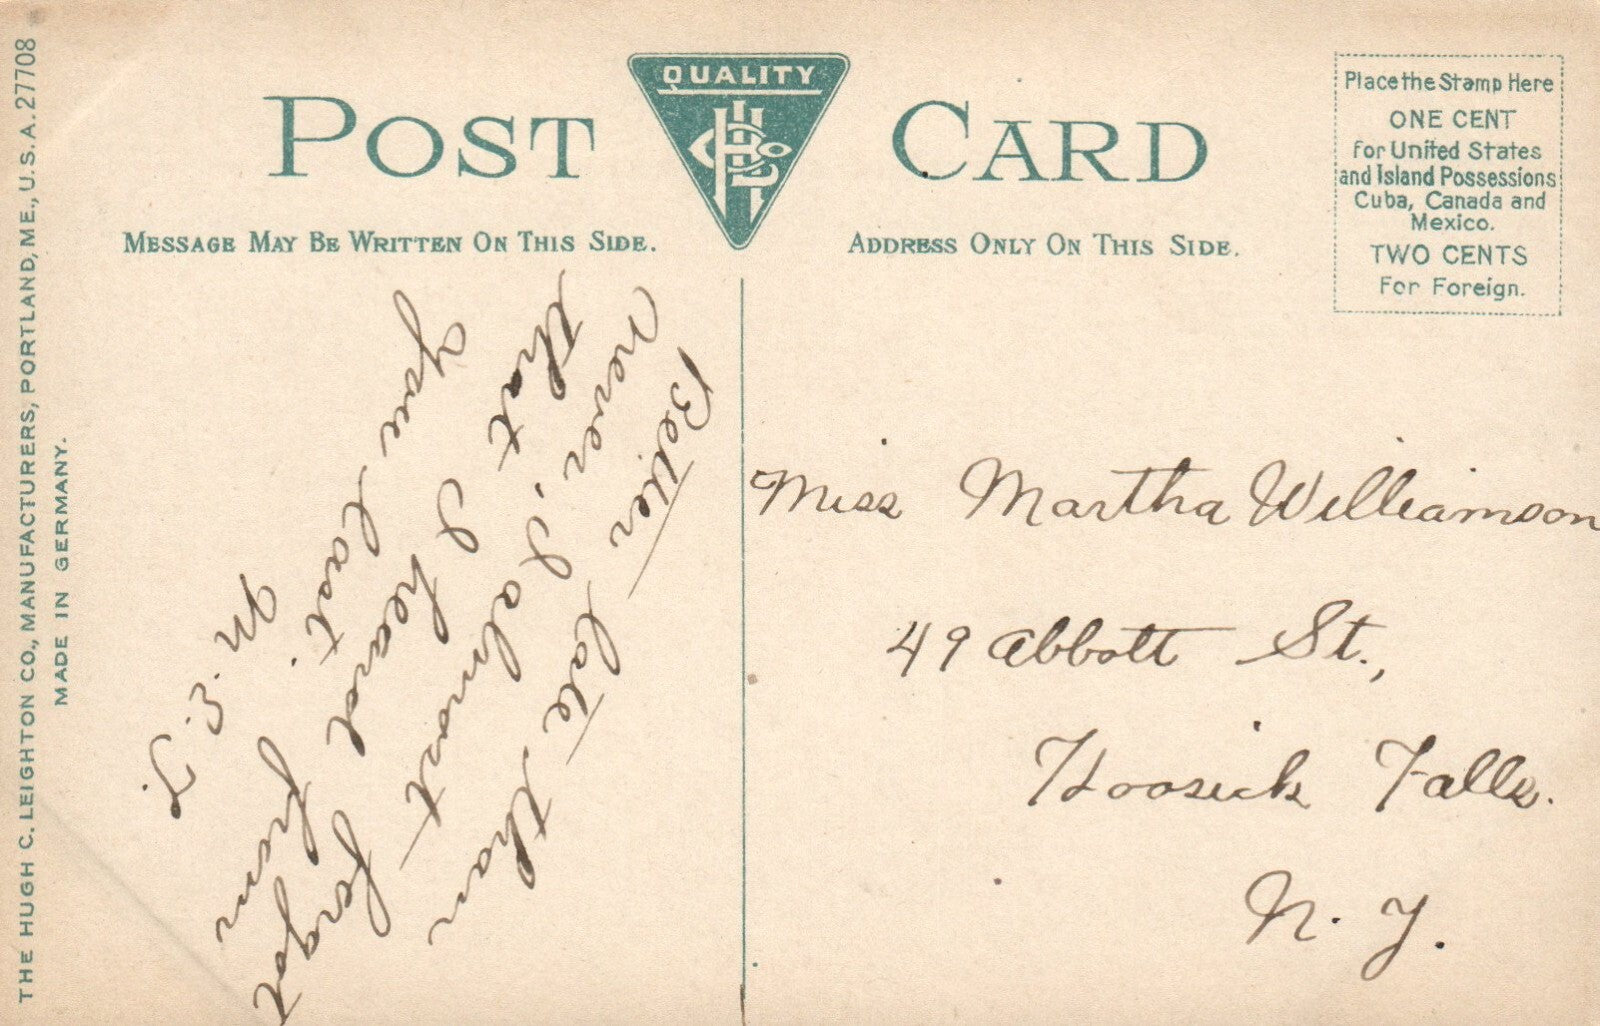 THE HUGH C. LEIGHTON CO., MANUFACTURERS, PORTLAND, ME., U.S.A. 27708
MADE IN GERMANY.
POST CARD
QUALITY
MESSAGE MAY BE WRITTEN ON THIS SIDE.
ADDRESS ONLY ON THIS SIDE.
Place the Stamp Here
ONE CENT
for United States
and Island Possessions
Cuba, Canada and
Mexico.
TWO CENTS
For Foreign.
Better late than
never, I almost forgot
that I heard from
you last.
M. E. J.
Miss Martha Williamson
49 Abbott St.,
Hoosick Falls.
N. Y.